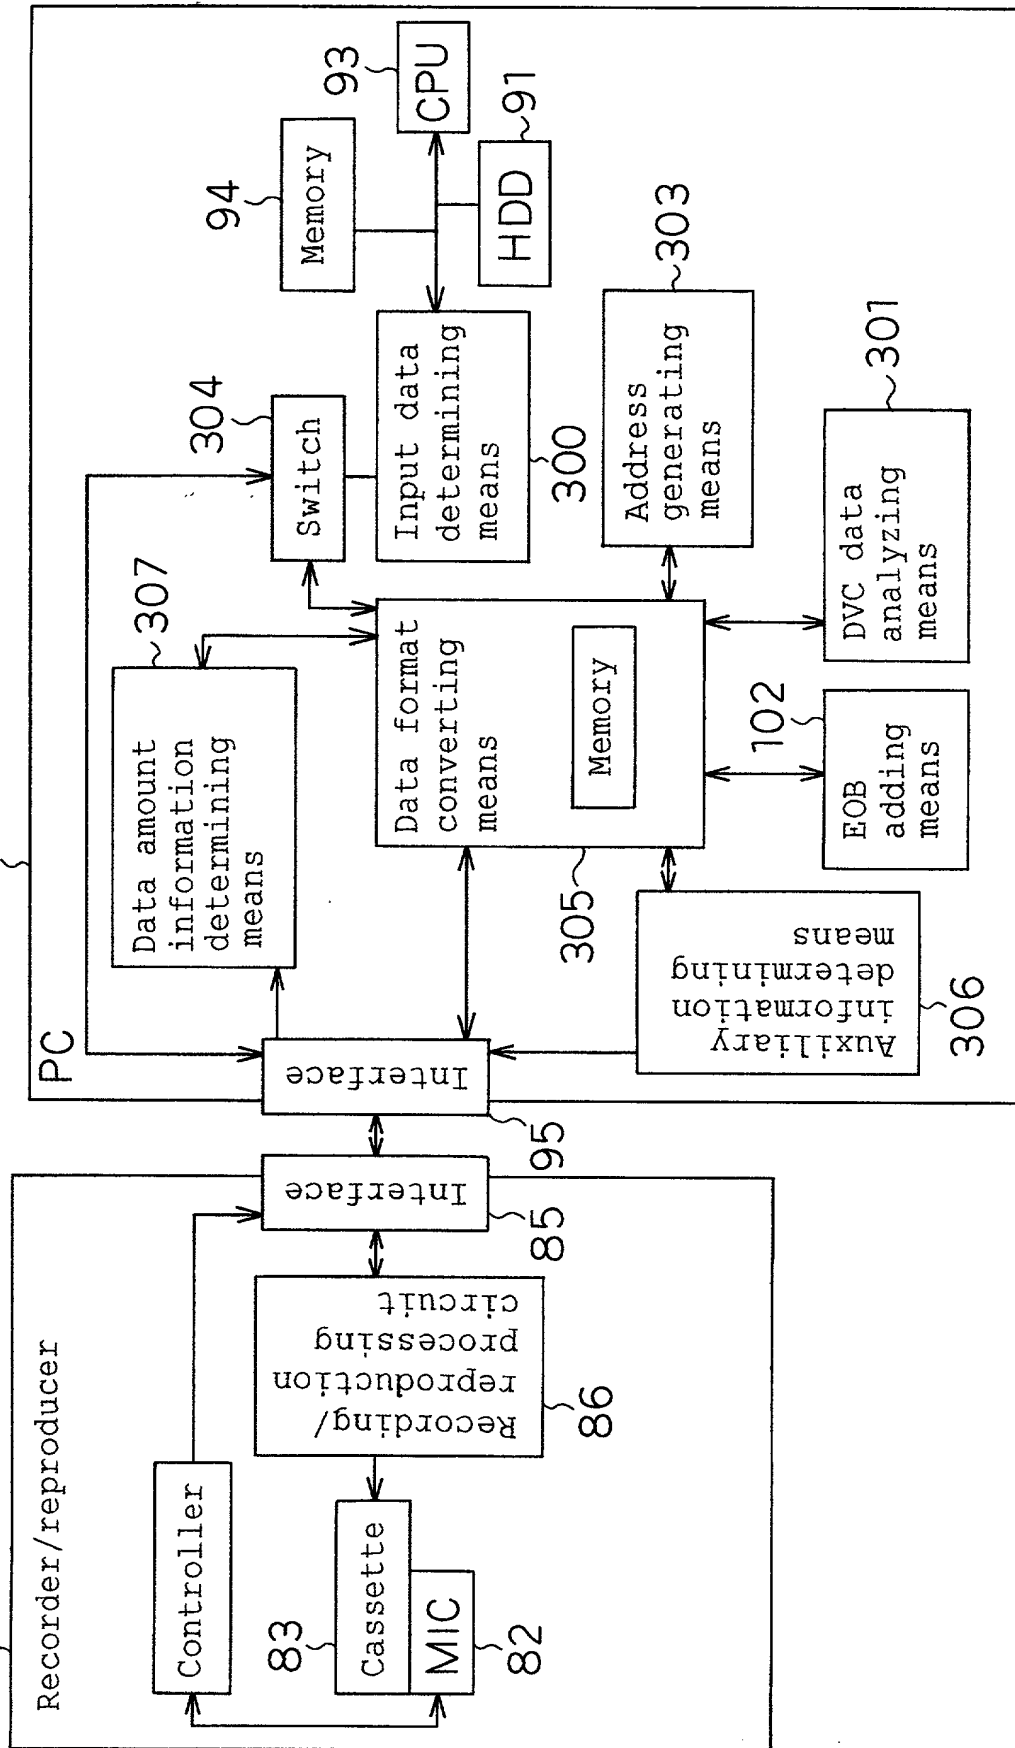 Recorder/reproducer
Controller
83
Cassette
MIC
82
Recording/
reproduction
processing
circuit
86
Interface
85
PC
Interface
95
Data amount
information
determining
means
307
Switch
304
Input data
determining
means
300
Memory
94
CPU
93
HDD
91
Data format
converting
means
Memory
305
Address
generating
means
303
Auxiliary
information
determining
means
306
EOB
adding
means
102
DVC data
analyzing
means
301